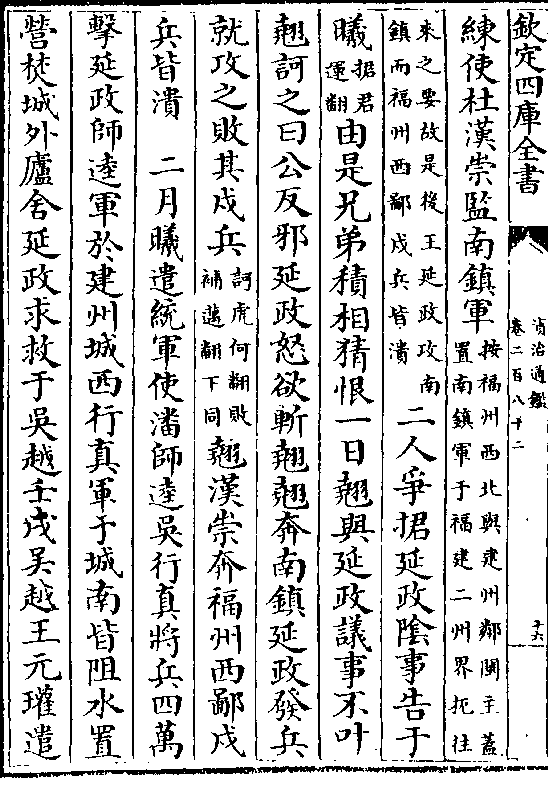 欽定四庫全書
資治通鑑
卷二百八十二
十六
練使杜漢崇監南鎮軍按福州西北與建州鄰閩主蓋置南鎮軍于福建二州界扼往
來之要故是後王延政攻南鎮而福州西鄙戍兵皆潰二人爭捃延政陰事告于
曦捃君運翻由是兄弟積相猜恨一日翹與延政議事不叶
翹訶之曰公反邪延政怒欲斬翹翹奔南鎮延政發兵
就攻之敗其戍兵訶虎何翻敗補邁翻下同翹漢崇奔福州西鄙戍
兵皆潰　二月曦遣統軍使潘師逵吳行真將兵四萬
擊延政師逵軍於建州城西行真軍于城南皆阻水置
營焚城外廬舍延政求救于吳越壬戌吳越王元瓘遣